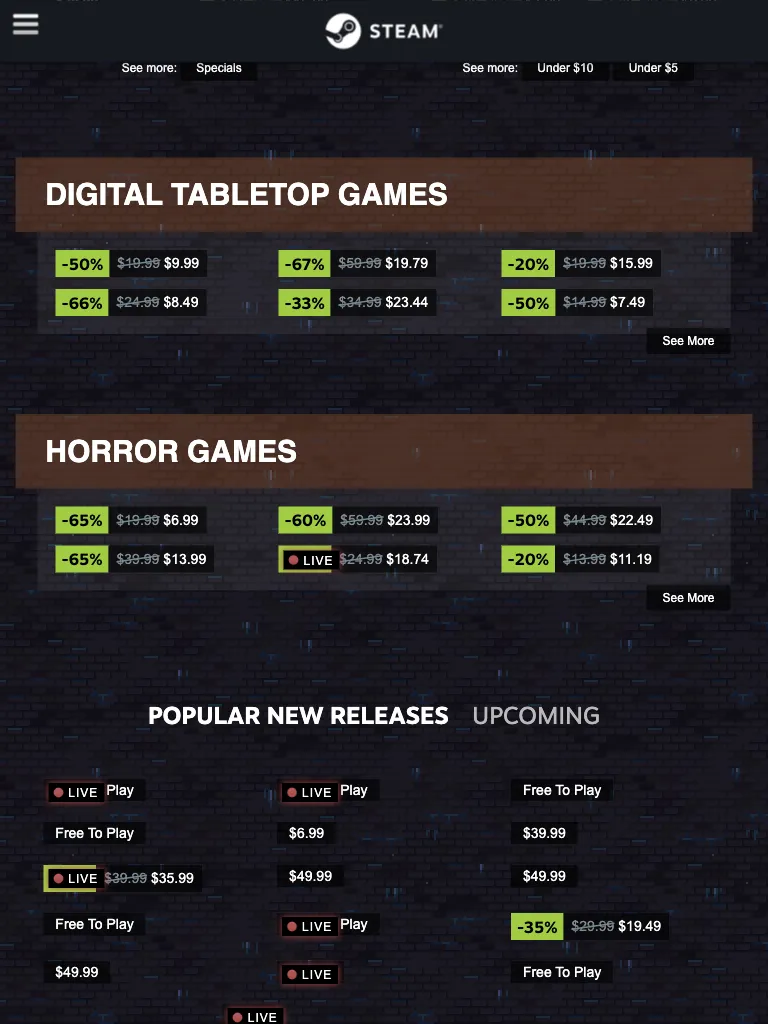 STEAM
See more: Specials See more: Under $10 Under $5
DIGITAL TABLETOP GAMES
-50% $19.99 $9.99 -67% $59.99 $19.79 -20% $19.99 $15.99
-66% $24.99 $8.49 -33% $34.99 $23.44 -50% $14.99 $7.49
See More
HORROR GAMES
-65% $19.99 $6.99 -60% $59.99 $23.99 -50% $44.99 $22.49
-65% $39.99 $13.99 LIVE $24.99 $18.74 -20% $13.99 $11.19
See More
POPULAR NEW RELEASES UPCOMING
LIVE Play LIVE Play Free To Play
Free To Play $6.99 $39.99
LIVE $39.99 $35.99 $49.99 $49.99
Free To Play LIVE Play -35% $29.99 $19.49
$49.99 LIVE Free To Play
LIVE